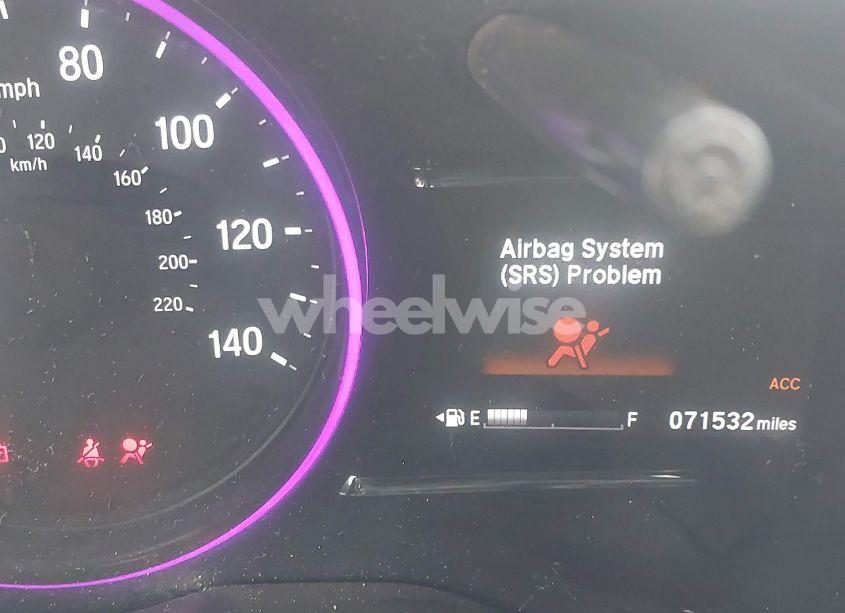 80
mph
100
120
km/h
140
160
180
120
200
220
140
Airbag System
(SRS) Problem
wheelwise
ACC
E
F
071532 miles